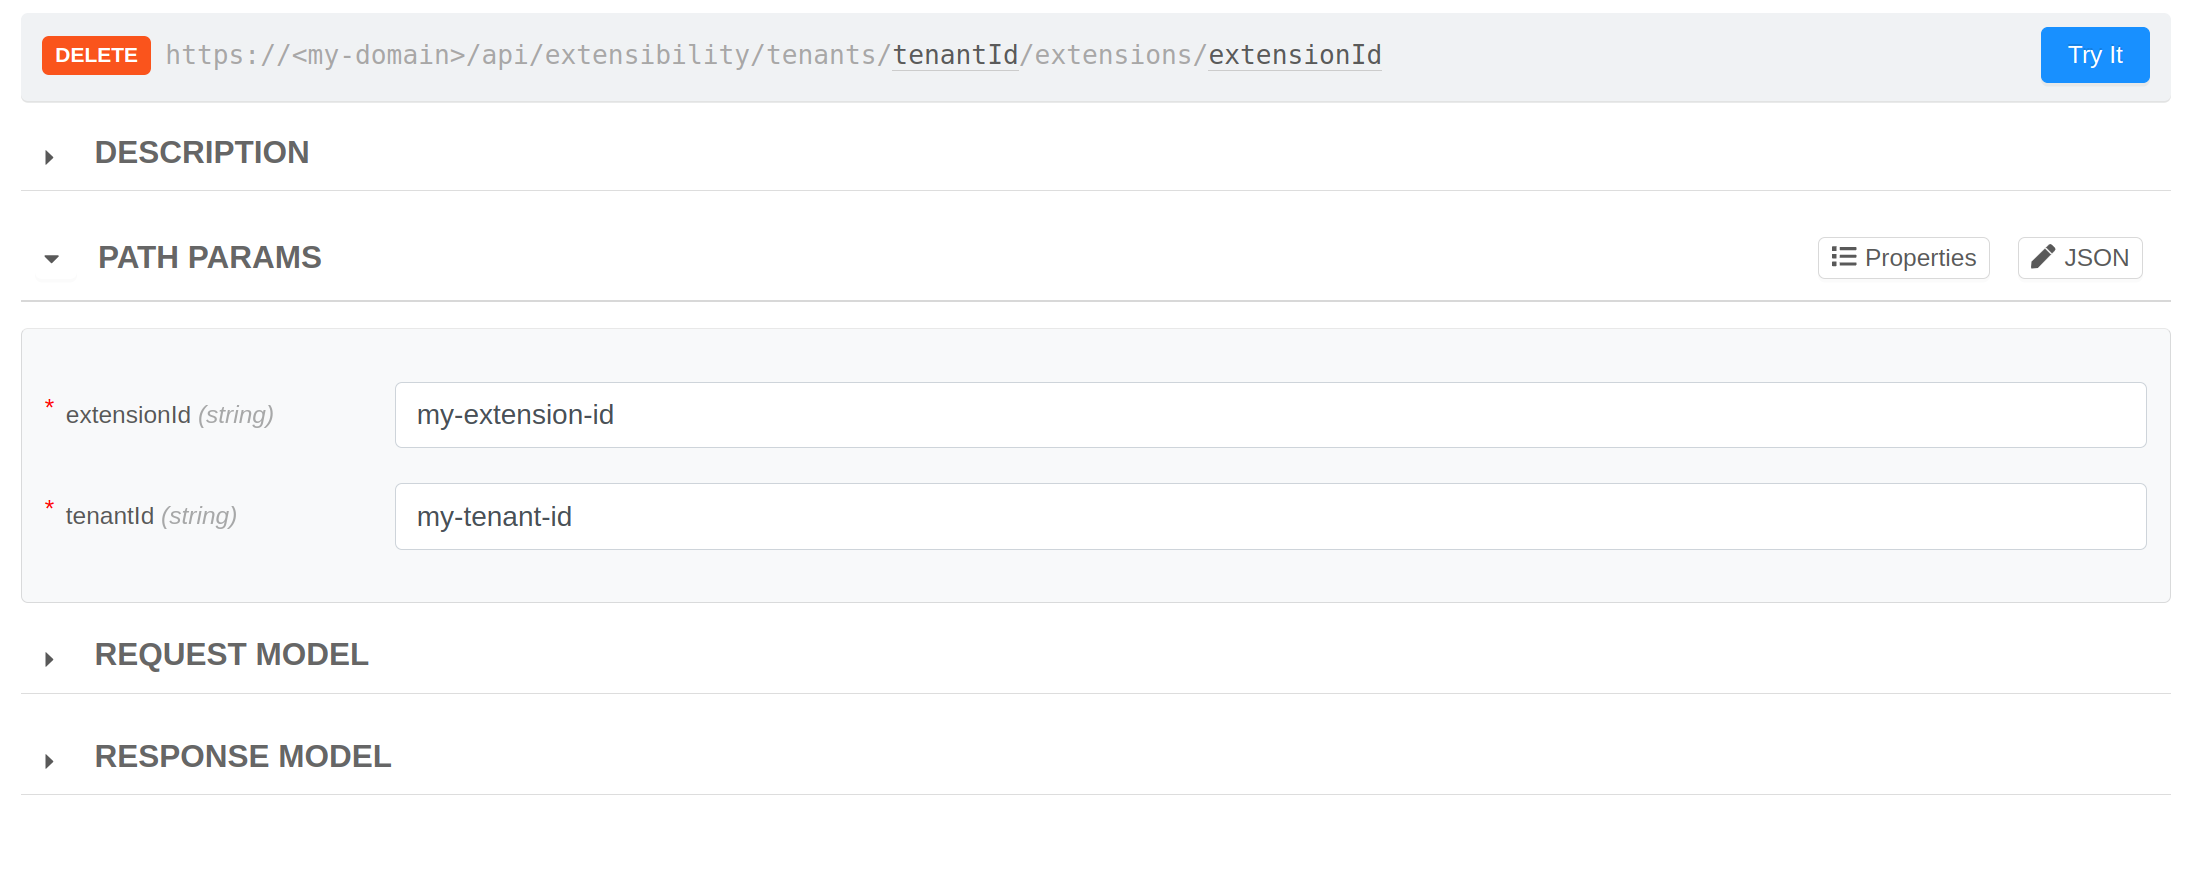 DELETE https://<my-domain>/api/extensibility/tenants/tenantId/extensions/extensionId Try It
DESCRIPTION
PATH PARAMS Properties JSON
* extensionId (string) my-extension-id
* tenantId (string) my-tenant-id
REQUEST MODEL
RESPONSE MODEL